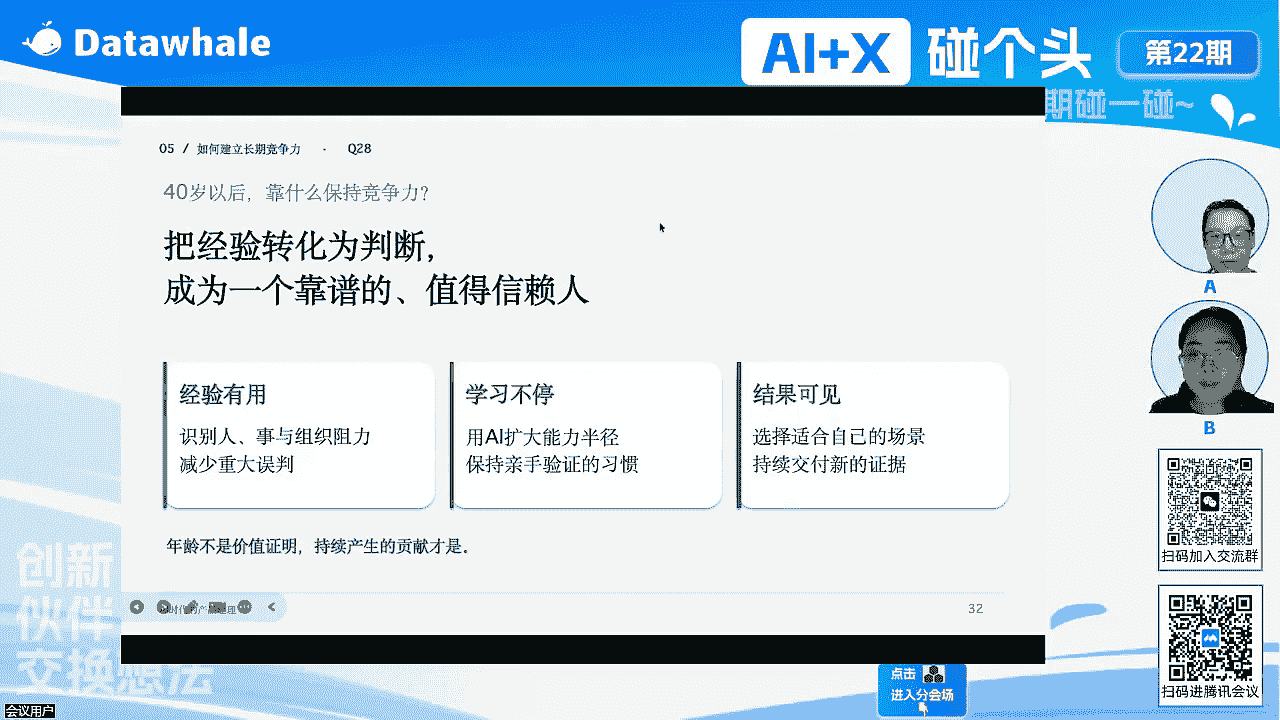 Datawhale
AI+X 碰个头
第22期
期碰一碰~
05 / 如何建立长期竞争力 · Q28
40岁以后，靠什么保持竞争力？
把经验转化为判断，
成为一个靠谱的、值得信赖人
经验有用
识别人、事与组织阻力
减少重大误判
学习不停
用AI扩大能力半径
保持亲手验证的习惯
结果可见
选择适合自己的场景
持续交付新的证据
年龄不是价值证明，持续产生的贡献才是。
32
A
B
扫码加入交流群
扫码进腾讯会议
点击
进入分会场
创新
伙伴
交换想法
会议用户